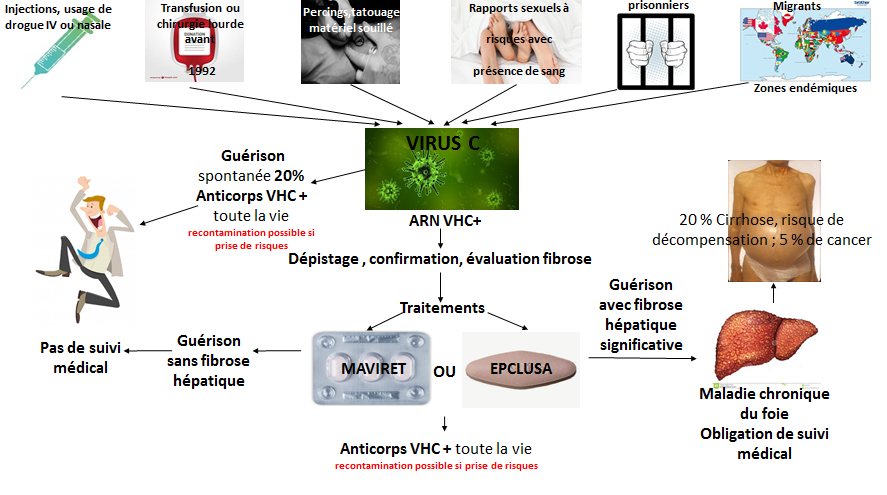 Injections, usage de
drogue IV ou nasale
Transfusion ou
chirurgie lourde
avant
1992
Percings,tatouage
matériel souillé
Rapports sexuels à
risques avec
présence de sang
prisonniers
Migrants
Zones endémiques
VIRUS C
Guérison
spontanée 20%
Anticorps VHC +
toute la vie
recontamination possible si
prise de risques
ARN VHC+
Dépistage , confirmation, évaluation fibrose
20 % Cirrhose, risque de
décompensation ; 5 % de cancer
Traitements
Guérison
avec fibrose
hépatique
significative
Pas de suivi
médical
Guérison
sans fibrose
hépatique
MAVIRET
OU
EPCLUSA
Maladie chronique
du foie
Obligation de suivi
médical
Anticorps VHC + toute la vie
recontamination possible si prise de risques